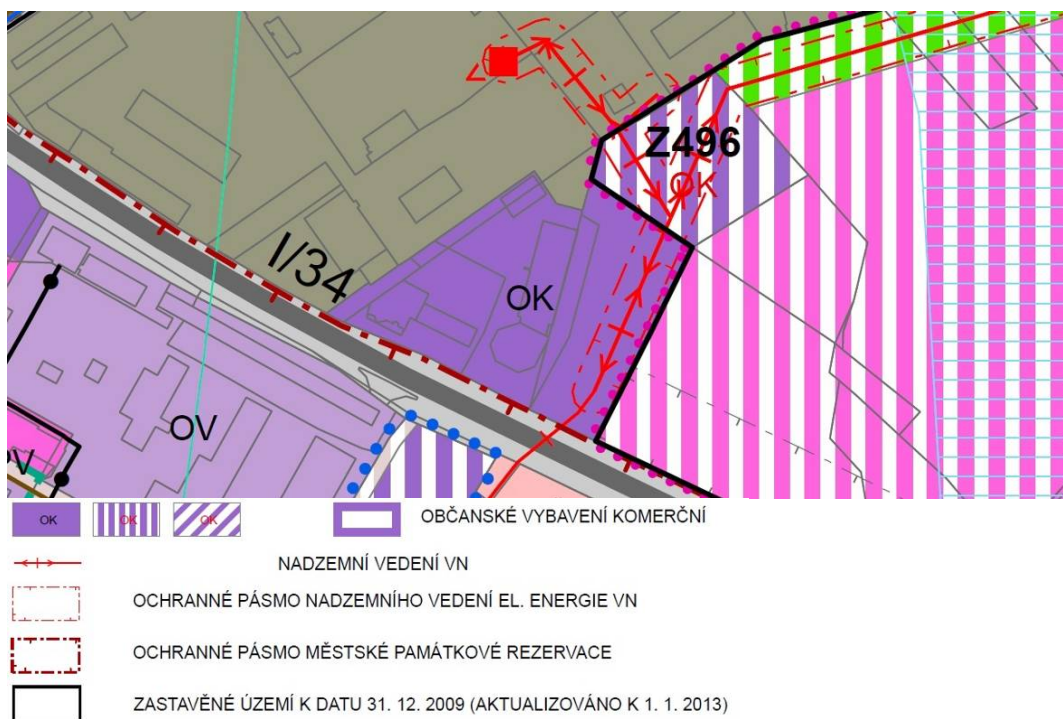 Z496
OK
I/34
OK
OV
OV
OK OK OK OBČANSKÉ VYBAVENÍ KOMERČNÍ
NADZEMNÍ VEDENÍ VN
OCHRANNÉ PÁSMO NADZEMNÍHO VEDENÍ EL. ENERGIE VN
OCHRANNÉ PÁSMO MĚSTSKÉ PAMÁTKOVÉ REZERVACE
ZASTAVĚNÉ ÚZEMÍ K DATU 31. 12. 2009 (AKTUALIZOVÁNO K 1. 1. 2013)